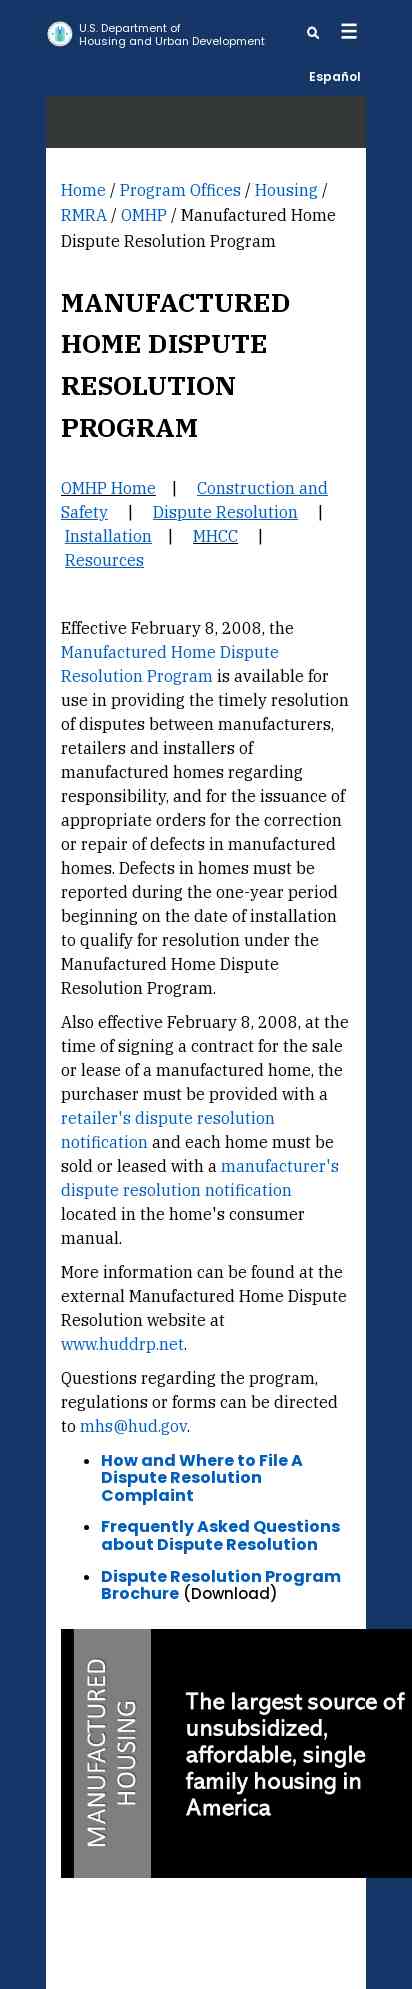 U.S. Department of
Housing and Urban Development
Español
Home / Program Offices / Housing /
RMRA / OMHP / Manufactured Home
Dispute Resolution Program
MANUFACTURED
HOME DISPUTE
RESOLUTION
PROGRAM
OMHP Home | Construction and
Safety | Dispute Resolution |
Installation | MHCC |
Resources
Effective February 8, 2008, the
Manufactured Home Dispute
Resolution Program is available for
use in providing the timely resolution
of disputes between manufacturers,
retailers and installers of
manufactured homes regarding
responsibility, and for the issuance of
appropriate orders for the correction
or repair of defects in manufactured
homes. Defects in homes must be
reported during the one-year period
beginning on the date of installation
to qualify for resolution under the
Manufactured Home Dispute
Resolution Program.
Also effective February 8, 2008, at the
time of signing a contract for the sale
or lease of a manufactured home, the
purchaser must be provided with a
retailer's dispute resolution
notification and each home must be
sold or leased with a manufacturer's
dispute resolution notification
located in the home's consumer
manual.
More information can be found at the
external Manufactured Home Dispute
Resolution website at
www.huddrp.net.
Questions regarding the program,
regulations or forms can be directed
to mhs@hud.gov.
• How and Where to File A
Dispute Resolution
Complaint
• Frequently Asked Questions
about Dispute Resolution
• Dispute Resolution Program
Brochure (Download)
MANUFACTURED
HOUSING
The largest source of
unsubsidized,
affordable, single
family housing in
America